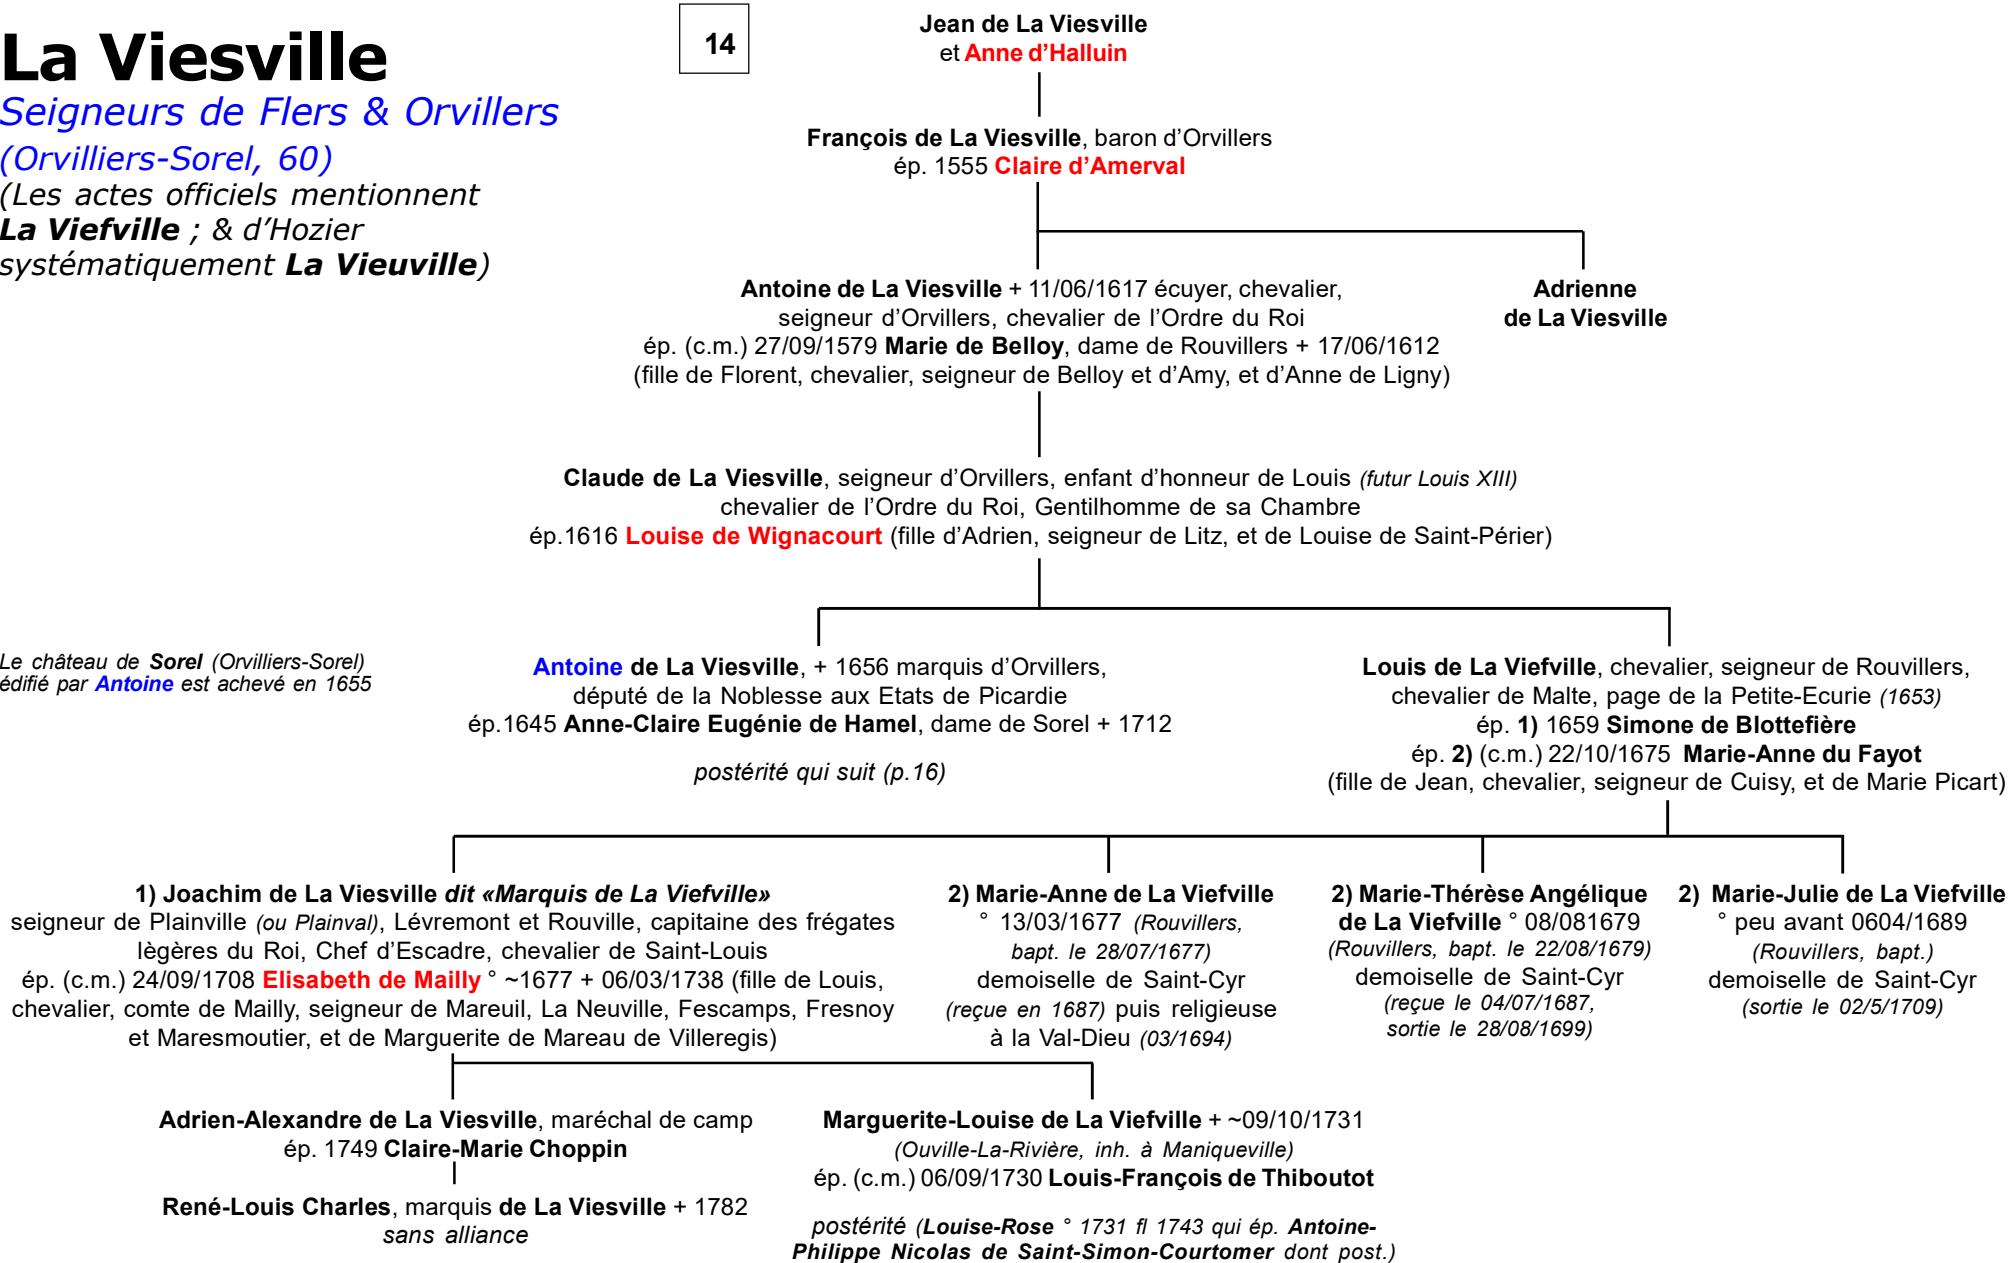 La Viesville
Seigneurs de Flers & Orvillers
(Orvilliers-Sorel, 60)
(Les actes officiels mentionnent
La Viefville ; & d’Hozier
systématiquement La Vieuville)
14
Jean de La Viesville
et Anne d’Halluin
François de La Viesville, baron d’Orvillers
ép. 1555 Claire d’Amerval
Antoine de La Viesville + 11/06/1617 écuyer, chevalier,
seigneur d’Orvillers, chevalier de l’Ordre du Roi
ép. (c.m.) 27/09/1579 Marie de Belloy, dame de Rouvillers + 17/06/1612
(fille de Florent, chevalier, seigneur de Belloy et d’Amy, et d’Anne de Ligny)
Adrienne
de La Viesville
Claude de La Viesville, seigneur d’Orvillers, enfant d’honneur de Louis (futur Louis XIII)
chevalier de l’Ordre du Roi, Gentilhomme de sa Chambre
ép.1616 Louise de Wignacourt (fille d’Adrien, seigneur de Litz, et de Louise de Saint-Périer)
Le château de Sorel (Orvilliers-Sorel)
édifié par Antoine est achevé en 1655
Antoine de La Viesville, + 1656 marquis d’Orvillers,
député de la Noblesse aux Etats de Picardie
ép.1645 Anne-Claire Eugénie de Hamel, dame de Sorel + 1712
postérité qui suit (p.16)
Louis de La Viefville, chevalier, seigneur de Rouvillers,
chevalier de Malte, page de la Petite-Ecurie (1653)
ép. 1) 1659 Simone de Blottefière
ép. 2) (c.m.) 22/10/1675 Marie-Anne du Fayot
(fille de Jean, chevalier, seigneur de Cuisy, et de Marie Picart)
1) Joachim de La Viesville dit «Marquis de La Viefville»
seigneur de Plainville (ou Plainval), Lévremont et Rouville, capitaine des frégates
lègères du Roi, Chef d’Escadre, chevalier de Saint-Louis
ép. (c.m.) 24/09/1708 Elisabeth de Mailly ° ~1677 + 06/03/1738 (fille de Louis,
chevalier, comte de Mailly, seigneur de Mareuil, La Neuville, Fescamps, Fresnoy
et Maresmoutier, et de Marguerite de Mareau de Villeregis)
2) Marie-Anne de La Viefville
° 13/03/1677 (Rouvillers,
bapt. le 28/07/1677)
demoiselle de Saint-Cyr
(reçue en 1687) puis religieuse
à la Val-Dieu (03/1694)
2) Marie-Thérèse Angélique
de La Viefville ° 08/081679
(Rouvillers, bapt. le 22/08/1679)
demoiselle de Saint-Cyr
(reçue le 04/07/1687,
sortie le 28/08/1699)
2) Marie-Julie de La Viefville
° peu avant 0604/1689
(Rouvillers, bapt.)
demoiselle de Saint-Cyr
(sortie le 02/5/1709)
Adrien-Alexandre de La Viesville, maréchal de camp
ép. 1749 Claire-Marie Choppin
René-Louis Charles, marquis de La Viesville + 1782
sans alliance
Marguerite-Louise de La Viefville + ~09/10/1731
(Ouville-La-Rivière, inh. à Maniqueville)
ép. (c.m.) 06/09/1730 Louis-François de Thiboutot
postérité (Louise-Rose ° 1731 fl 1743 qui ép. Antoine-
Philippe Nicolas de Saint-Simon-Courtomer dont post.)